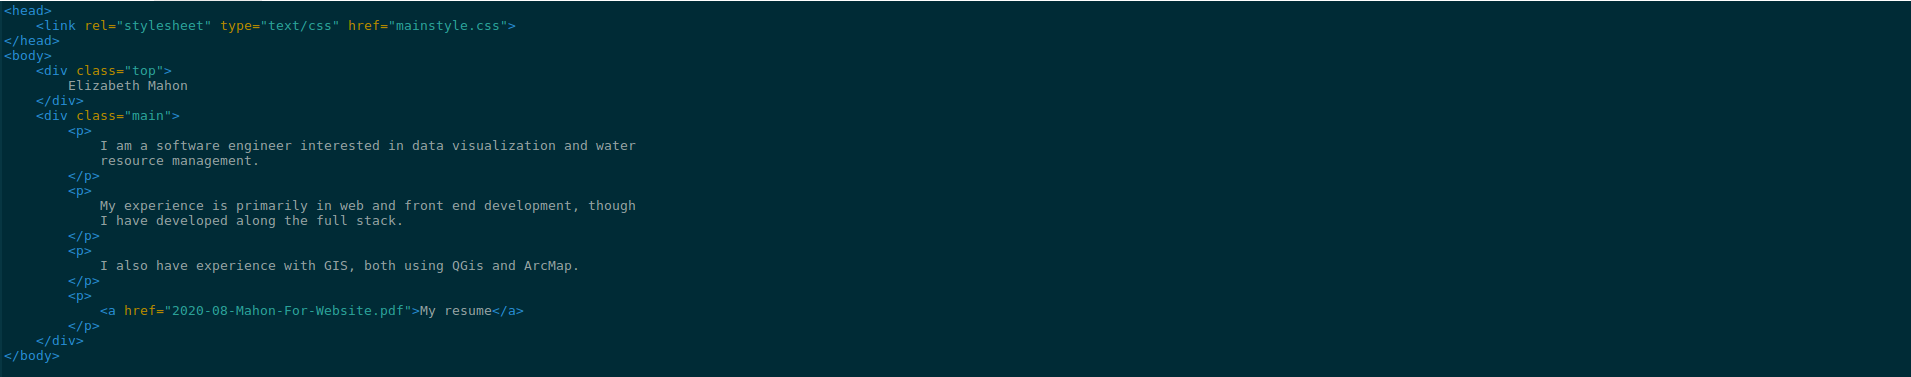 <head>
    <link rel="stylesheet" type="text/css" href="mainstyle.css">
</head>
<body>
    <div class="top">
        Elizabeth Mahon
    </div>
    <div class="main">
        <p>
            I am a software engineer interested in data visualization and water
            resource management.
        </p>
        <p>
            My experience is primarily in web and front end development, though
            I have developed along the full stack.
        </p>
        <p>
            I also have experience with GIS, both using QGis and ArcMap.
        </p>
        <p>
            <a href="2020-08-Mahon-For-Website.pdf">My resume</a>
        </p>
    </div>
</body>